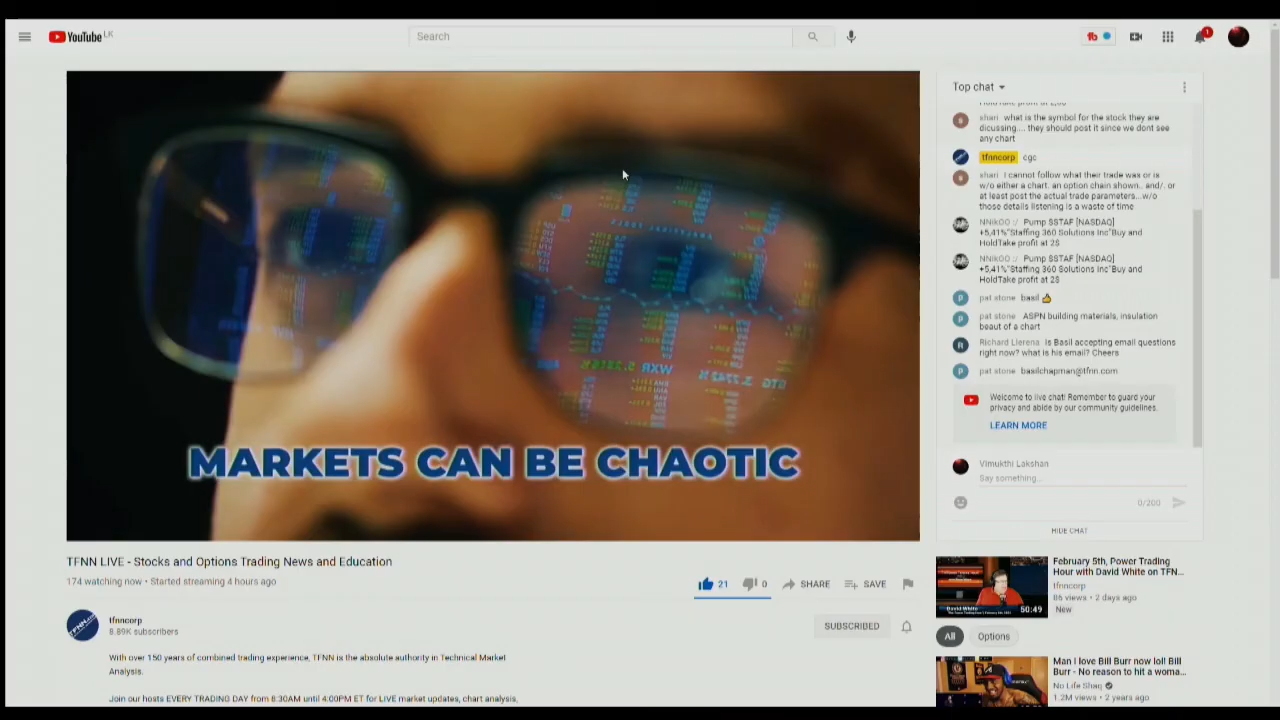 YouTube LK
Search
fb
1
MARKETS CAN BE CHAOTIC
TFNN LIVE - Stocks and Options Trading News and Education
174 watching now • Started streaming 4 hours ago
21
0
SHARE
SAVE
tfnncorp
8.89K subscribers
SUBSCRIBED
With over 150 years of combined trading experience, TFNN is the absolute authority in Technical Market
Analysis.
Join our hosts EVERY TRADING DAY from 8:30AM until 4:00PM ET for LIVE market updates, chart analysis,
Top chat
shari what is the symbol for the stock they are
dicussing.... they should post it since we dont see
any chart
tfnncorp cgc
shari I cannot follow what their trade was or is
w/o either a chart. an option chain shown.. and/. or
at least post the actual trade parameters...w/o
those details listening is a waste of time
NNikOO :/ Pump $STAF [NASDAQ]
+5,41%"Staffing 360 Solutions Inc"Buy and
HoldTake profit at 2$
NNikOO :/ Pump $STAF [NASDAQ]
+5,41%"Staffing 360 Solutions Inc"Buy and
HoldTake profit at 2$
pat stone basil 👍
pat stone ASPN building materials, insulation
beaut of a chart
Richard Llerena Is Basil accepting email questions
right now? what is his email? Cheers
pat stone basilchapman@tfnn.com
Welcome to live chat! Remember to guard your
privacy and abide by our community guidelines.
LEARN MORE
Vimukthi Lakshan
Say something...
0/200
HIDE CHAT
February 5th, Power Trading
Hour with David White on TFN...
tfnncorp
86 views • 2 days ago
New
David White
50:49
All
Options
Man I love Bill Burr now lol! Bill
Burr - No reason to hit a woma...
No Life Shaq
1.2M views • 2 years ago